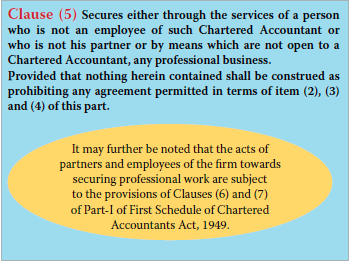 Clause (5) Secures either through the services of a person
who is not an employee of such Chartered Accountant or
who is not his partner or by means which are not open to a
Chartered Accountant, any professional business.
Provided that nothing herein contained shall be construed as
prohibiting any agreement permitted in terms of item (2), (3)
and (4) of this part.
It may further be noted that the acts of
partners and employees of the firm towards
securing professional work are subject
to the provisions of Clauses (6) and (7)
of Part-I of First Schedule of Chartered
Accountants Act, 1949.